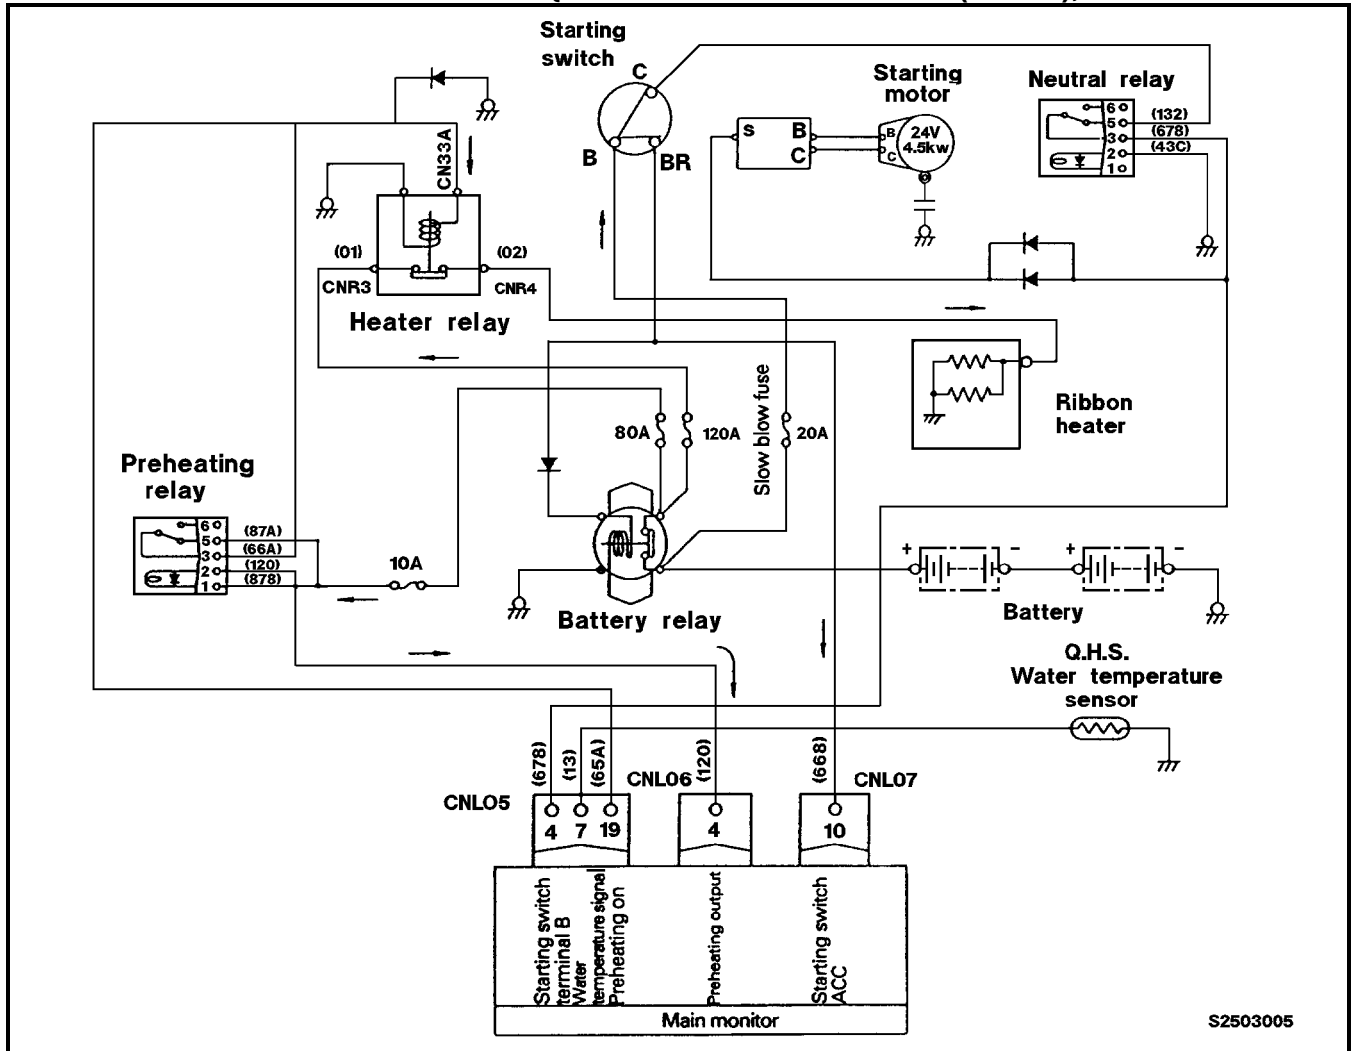 Starting
switch
C
B
BR
Starting
motor
S
B
C
B
C
24V
4.5kw
Neutral relay
6
5
3
2
1
(132)
(678)
(43C)
CN33A
(01)
(02)
CNR3
CNR4
Heater relay
80A
120A
Slow blow fuse
20A
Ribbon
heater
Preheating
relay
6
5
3
2
1
(87A)
(66A)
(120)
(878)
10A
Battery relay
+
-
+
-
Battery
Q.H.S.
Water temperature
sensor
(678)
(13)
(65A)
(120)
(668)
CNL05
CNL06
CNL07
4
7
19
4
10
Starting switch
terminal B
Water
temperature signal
Preheating on
Preheating output
Starting switch
ACC
Main monitor
S2503005